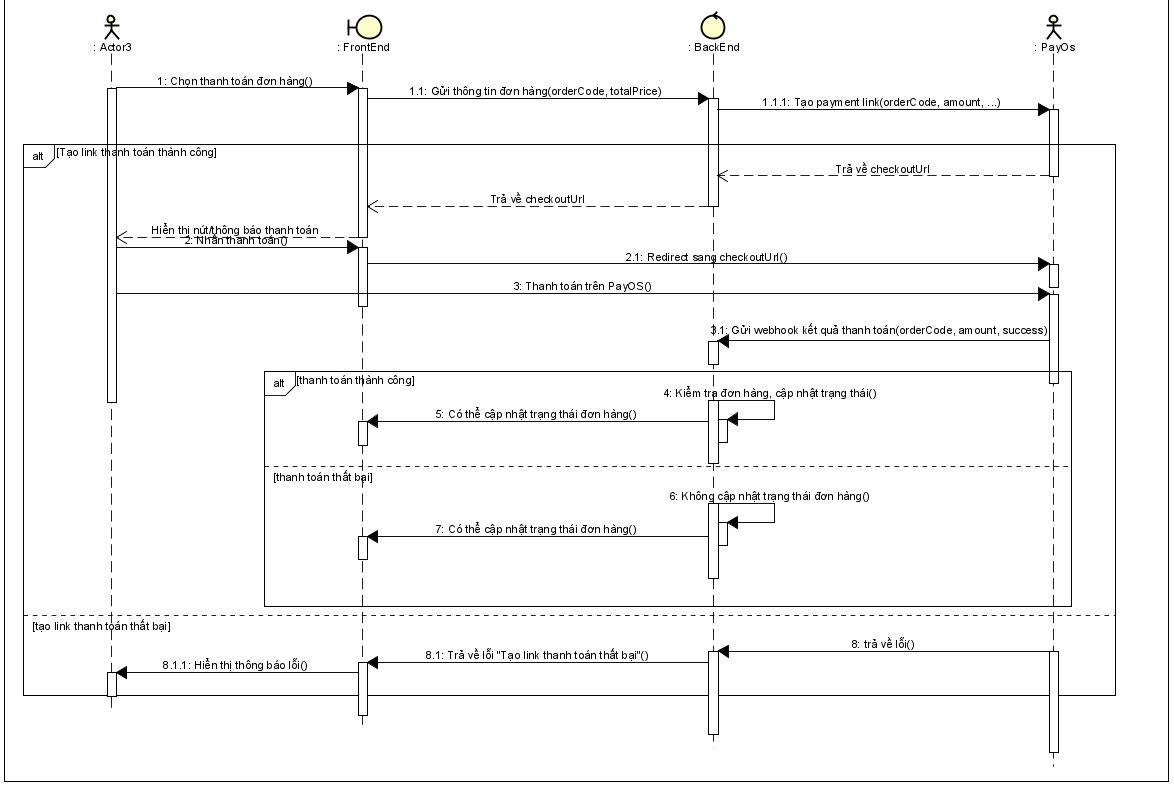 : Actor3
: FrontEnd
: BackEnd
: PayOs
1: Chọn thanh toán đơn hàng()
1.1: Gửi thông tin đơn hàng(orderCode, totalPrice)
1.1.1: Tạo payment link(orderCode, amount, ...)
alt
[Tạo link thanh toán thành công]
Trả về checkoutUrl
Trả về checkoutUrl
Hiển thị nút/thông báo thanh toán
2: Nhấn thanh toán()
2.1: Redirect sang checkoutUrl()
3: Thanh toán trên PayOS()
3.1: Gửi webhook kết quả thanh toán(orderCode, amount, success)
alt
[thanh toán thành công]
4: Kiểm tra đơn hàng, cập nhật trạng thái()
5: Có thể cập nhật trạng thái đơn hàng()
[thanh toán thất bại]
6: Không cập nhật trạng thái đơn hàng()
7: Có thể cập nhật trạng thái đơn hàng()
[tạo link thanh toán thất bại]
8: trả về lỗi()
8.1: Trả về lỗi "Tạo link thanh toán thất bại"()
8.1.1: Hiển thị thông báo lỗi()